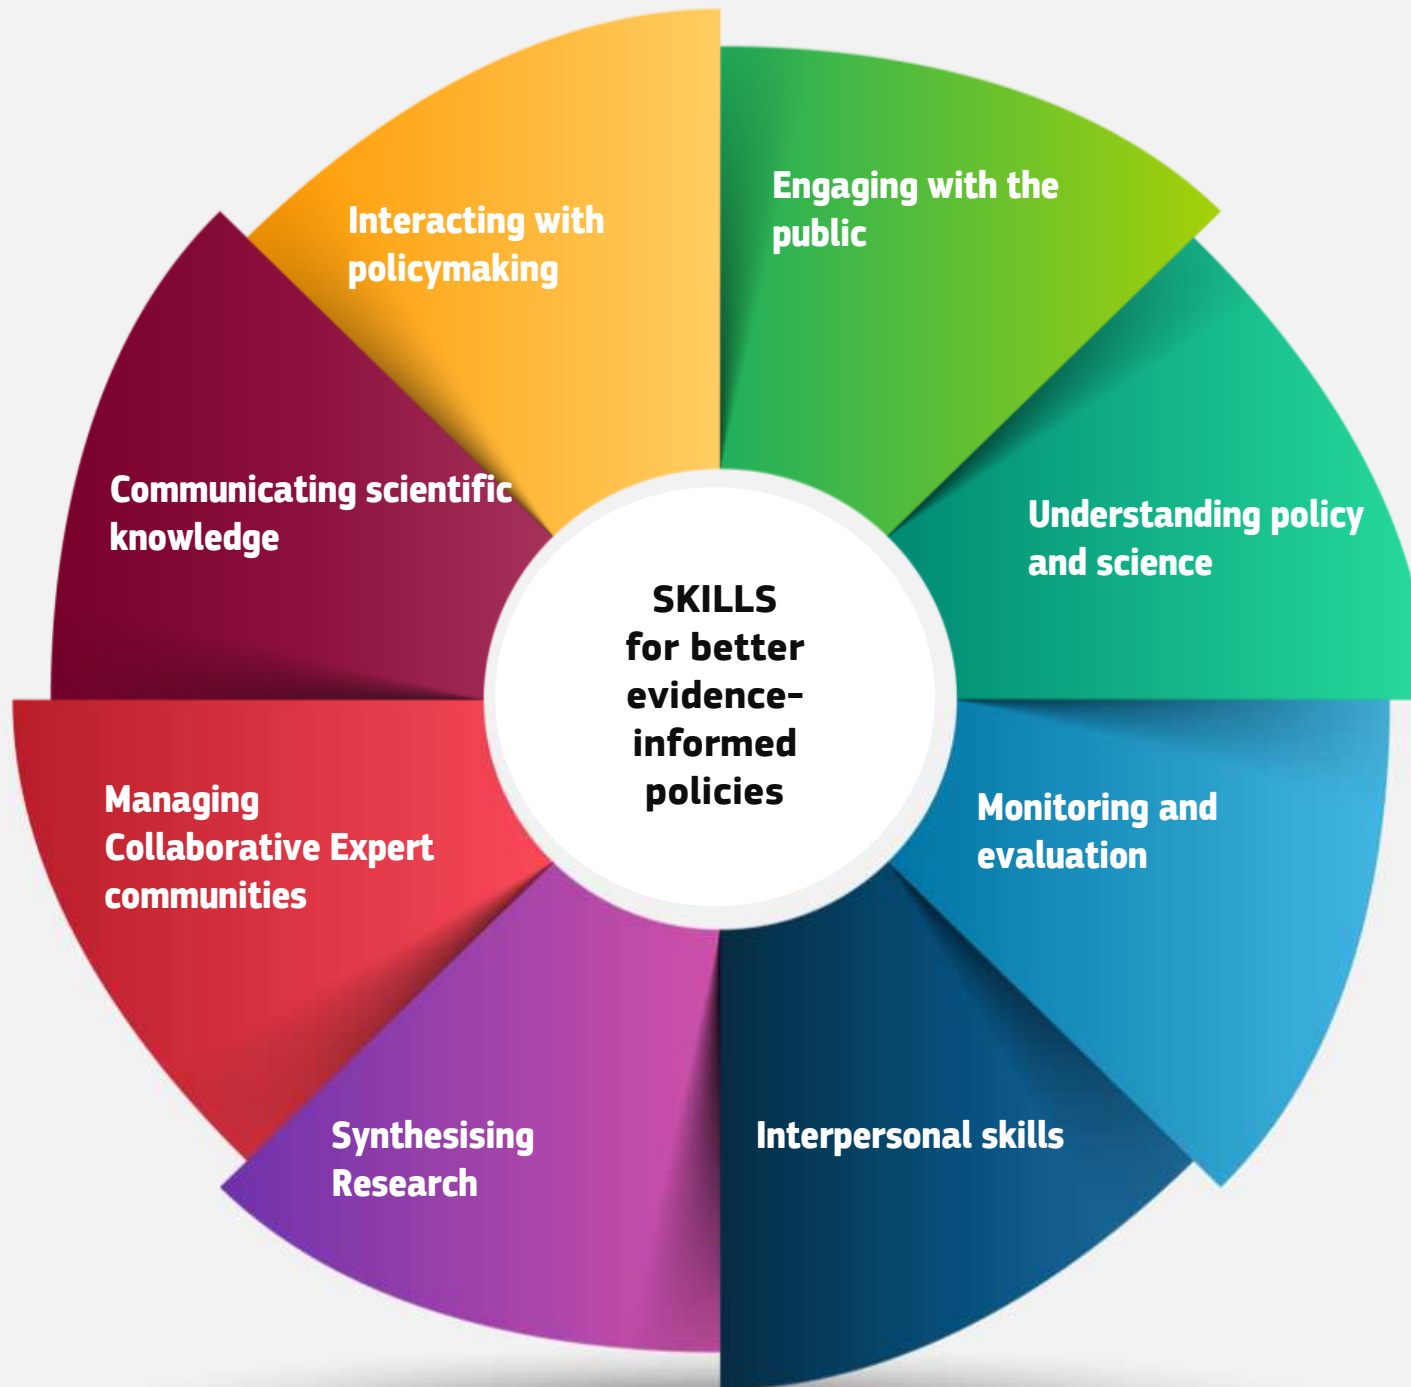 Interacting with
policymaking
Engaging with the
public
Communicating scientific
knowledge
Understanding policy
and science
SKILLS
for better
evidence-
informed
policies
Managing
Collaborative Expert
communities
Monitoring and
evaluation
Synthesising
Research
Interpersonal skills